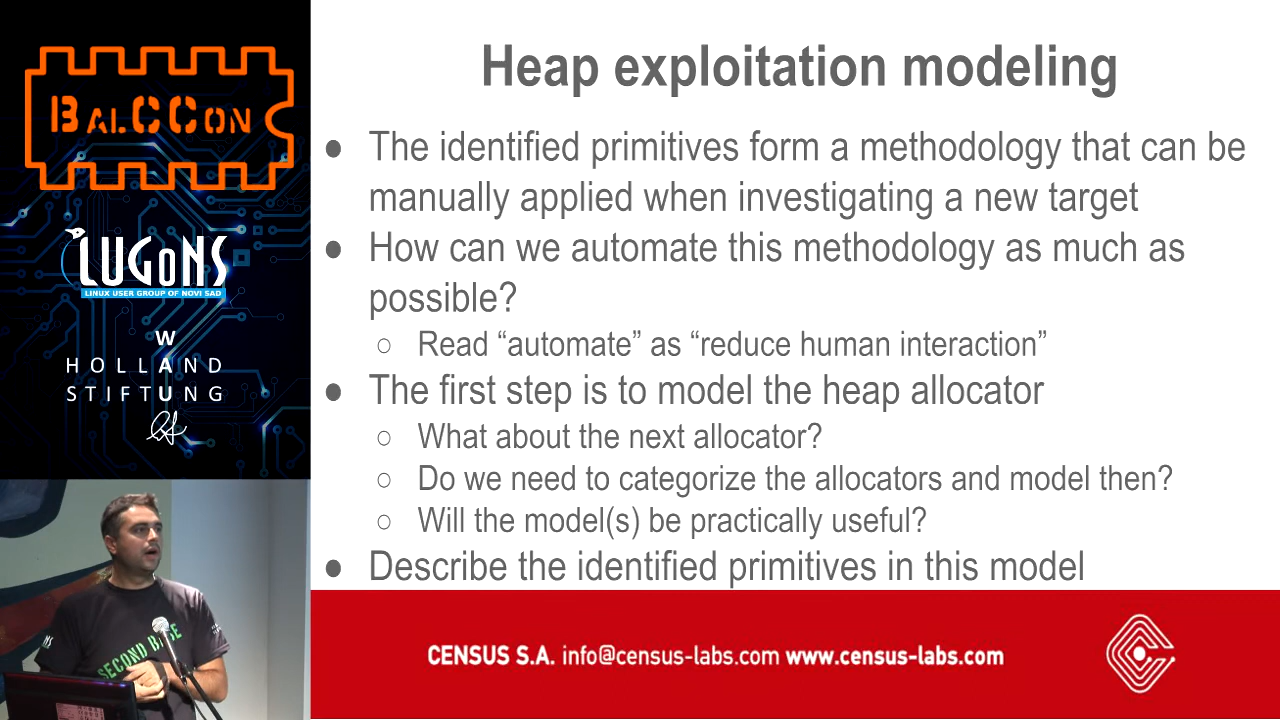 BALCCON
LUGoNS
LINUX USER GROUP OF NOVI SAD
W
HOLLAND
STIFTUNG
Heap exploitation modeling
● The identified primitives form a methodology that can be
manually applied when investigating a new target
● How can we automate this methodology as much as
possible?
○ Read “automate” as “reduce human interaction”
● The first step is to model the heap allocator
○ What about the next allocator?
○ Do we need to categorize the allocators and model then?
○ Will the model(s) be practically useful?
● Describe the identified primitives in this model
SECOND BASE
CENSUS S.A. info@census-labs.com www.census-labs.com